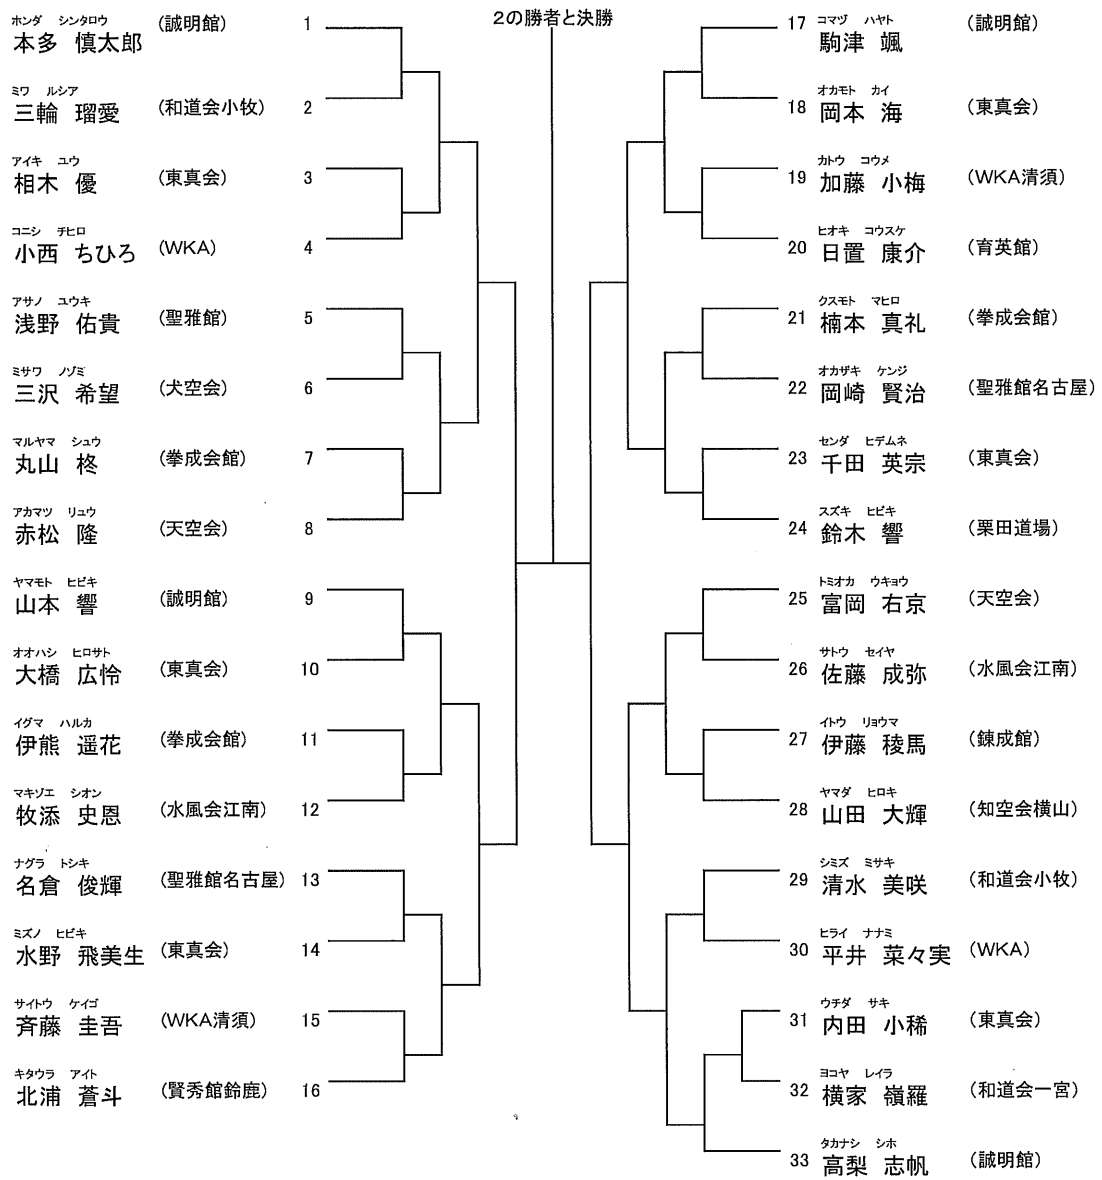 2の勝者と決勝
ホンダ シンタロウ
本多 慎太郎 (誠明館) 1
ミワ ルシア
三輪 瑠愛 (和道会小牧) 2
アイキ ユウ
相木 優 (東真会) 3
コニシ チヒロ
小西 ちひろ (WKA) 4
アサノ ユウキ
浅野 佑貴 (聖雅館) 5
ミサワ ノゾミ
三沢 希望 (犬空会) 6
マルヤマ シュウ
丸山 柊 (拳成会館) 7
アカマツ リュウ
赤松 隆 (天空会) 8
ヤマモト ヒビキ
山本 響 (誠明館) 9
オオハシ ヒロサト
大橋 広怜 (東真会) 10
イグマ ハルカ
伊熊 遥花 (拳成会館) 11
マキゾエ シオン
牧添 史恩 (水風会江南) 12
ナグラ トシキ
名倉 俊輝 (聖雅館名古屋) 13
ミズノ ヒビキ
水野 飛美生 (東真会) 14
サイトウ ケイゴ
斉藤 圭吾 (WKA清須) 15
キタウラ アイト
北浦 蒼斗 (賢秀館鈴鹿) 16
コマヅ ハヤト
17 駒津 颯 (誠明館)
オカモト カイ
18 岡本 海 (東真会)
カトウ コウメ
19 加藤 小梅 (WKA清須)
ヒオキ コウスケ
20 日置 康介 (育英館)
クスモト マヒロ
21 楠本 真礼 (拳成会館)
オカザキ ケンジ
22 岡崎 賢治 (聖雅館名古屋)
センダ ヒデムネ
23 千田 英宗 (東真会)
スズキ ヒビキ
24 鈴木 響 (栗田道場)
トミオカ ウキョウ
25 富岡 右京 (天空会)
サトウ セイヤ
26 佐藤 成弥 (水風会江南)
イトウ リョウマ
27 伊藤 稜馬 (錬成館)
ヤマダ ヒロキ
28 山田 大輝 (知空会横山)
シミズ ミサキ
29 清水 美咲 (和道会小牧)
ヒライ ナナミ
30 平井 菜々実 (WKA)
ウチダ サキ
31 内田 小稀 (東真会)
ヨコヤ レイラ
32 横家 嶺羅 (和道会一宮)
タカナシ シホ
33 高梨 志帆 (誠明館)